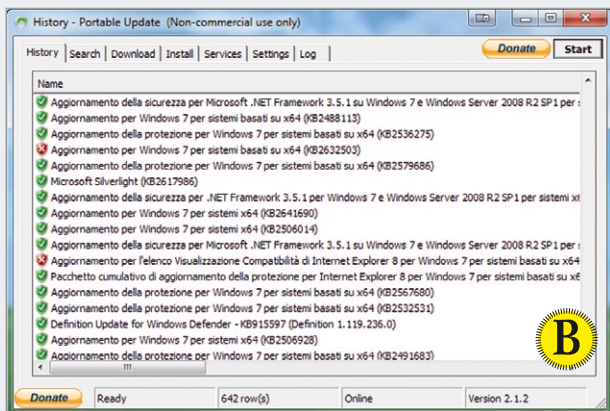 History - Portable Update (Non-commercial use only)
History Search Download Install Services Settings Log Donate Start
Name
Aggiornamento della sicurezza per Microsoft .NET Framework 3.5.1 su Windows 7 e Windows Server 2008 R2 SP1 per
Aggiornamento per Windows 7 per sistemi basati su x64 (KB2488113)
Aggiornamento della protezione per Windows 7 per sistemi basati su x64 (KB2536275)
Aggiornamento per Windows 7 per sistemi basati su x64 (KB2632503)
Aggiornamento della protezione per Windows 7 per sistemi basati su x64 (KB2579686)
Microsoft Silverlight (KB2617986)
Aggiornamento della sicurezza per .NET Framework 3.5.1 per Windows 7 e Windows Server 2008 R2 SP1 per sistemi x
Aggiornamento per Windows 7 per sistemi x64 (KB2641690)
Aggiornamento per Windows 7 per sistemi x64 (KB2506014)
Aggiornamento della sicurezza per Microsoft .NET Framework 3.5.1 su Windows 7 e Windows Server 2008 R2 SP1 per
Aggiornamento per l'elenco Visualizzazione Compatibilità di Internet Explorer 8 per Windows 7 per sistemi basati su x64
Pacchetto cumulativo di aggiornamento della protezione per Internet Explorer 8 per Windows 7 per sistemi basati su x6
Aggiornamento della protezione per Windows 7 per sistemi basati su x64 (KB2567680)
Aggiornamento della protezione per Windows 7 per sistemi basati su x64 (KB2532531)
Definition Update for Windows Defender - KB915597 (Definition 1.119.236.0)
Aggiornamento per Windows 7 per sistemi basati su x64 (KB2506928)
Aggiornamento della protezione per Windows 7 per sistemi basati su x64 (KB2491683)
B
Donate Ready 642 row(s) Online Version 2.1.2